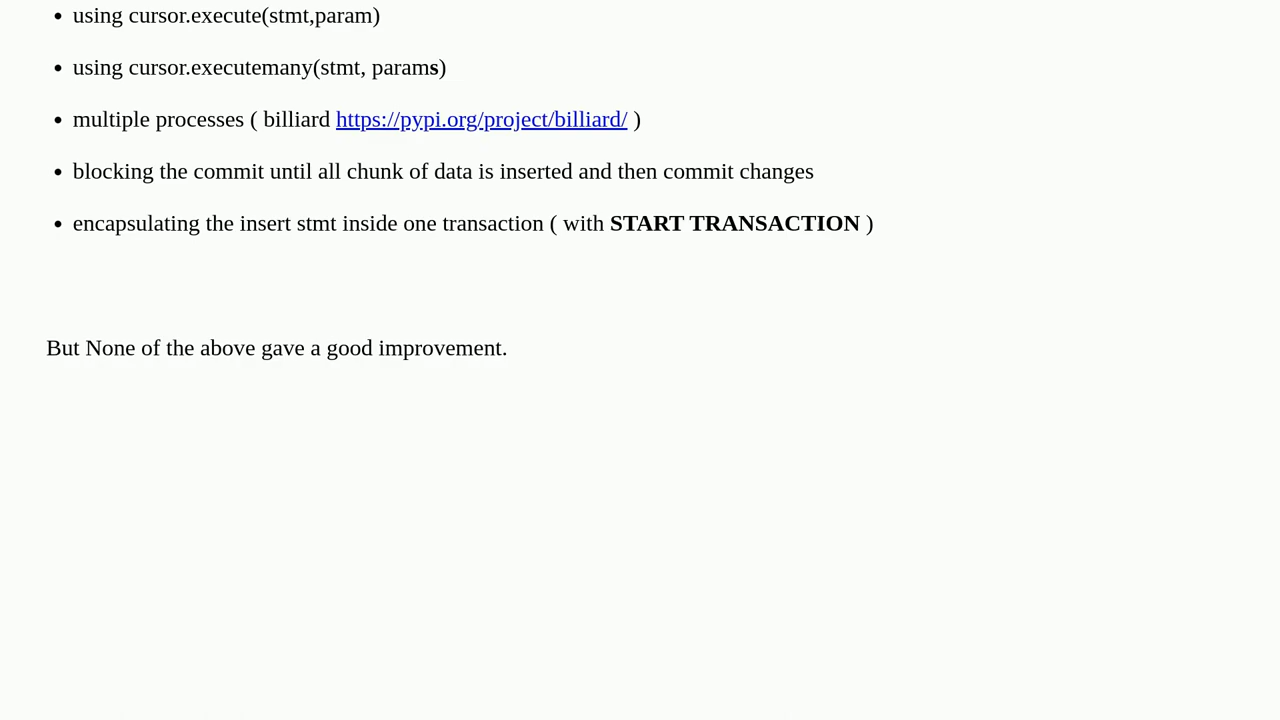 • using cursor.execute(stmt,param)
• using cursor.executemany(stmt, params)
• multiple processes ( billiard https://pypi.org/project/billiard/ )
• blocking the commit until all chunk of data is inserted and then commit changes
• encapsulating the insert stmt inside one transaction ( with START TRANSACTION )
But None of the above gave a good improvement.